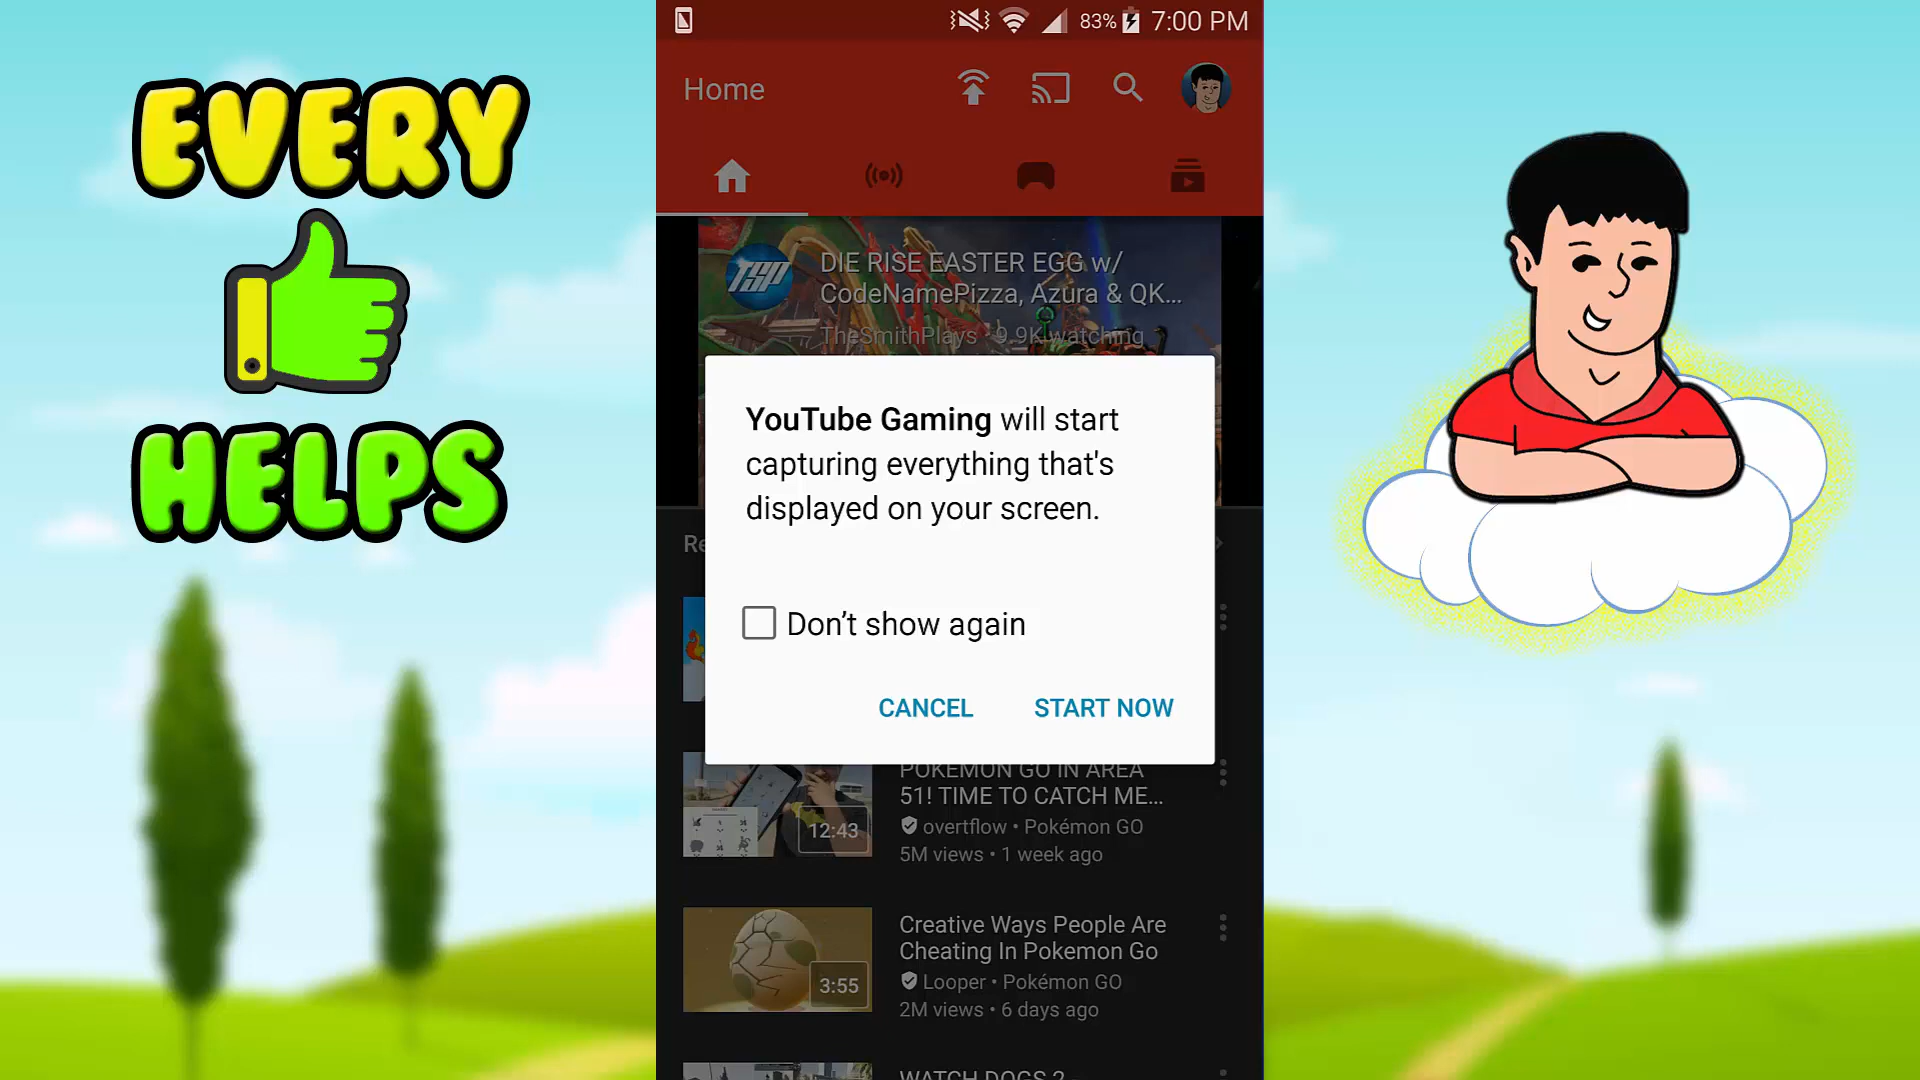 EVERY
HELPS
83% 7:00 PM
Home
TSP
DIE RISE EASTER EGG w/
CodeNamePizza, Azura & QK...
TheSmithPlays • 9.9K watching
YouTube Gaming will start
capturing everything that's
displayed on your screen.
Re
Don’t show again
CANCEL START NOW
POKEMON GO IN AREA
51! TIME TO CATCH ME...
12:43
overtflow • Pokémon GO
5M views • 1 week ago
Creative Ways People Are
Cheating In Pokemon Go
3:55
Looper • Pokémon GO
2M views • 6 days ago
WATCH DOGS 2